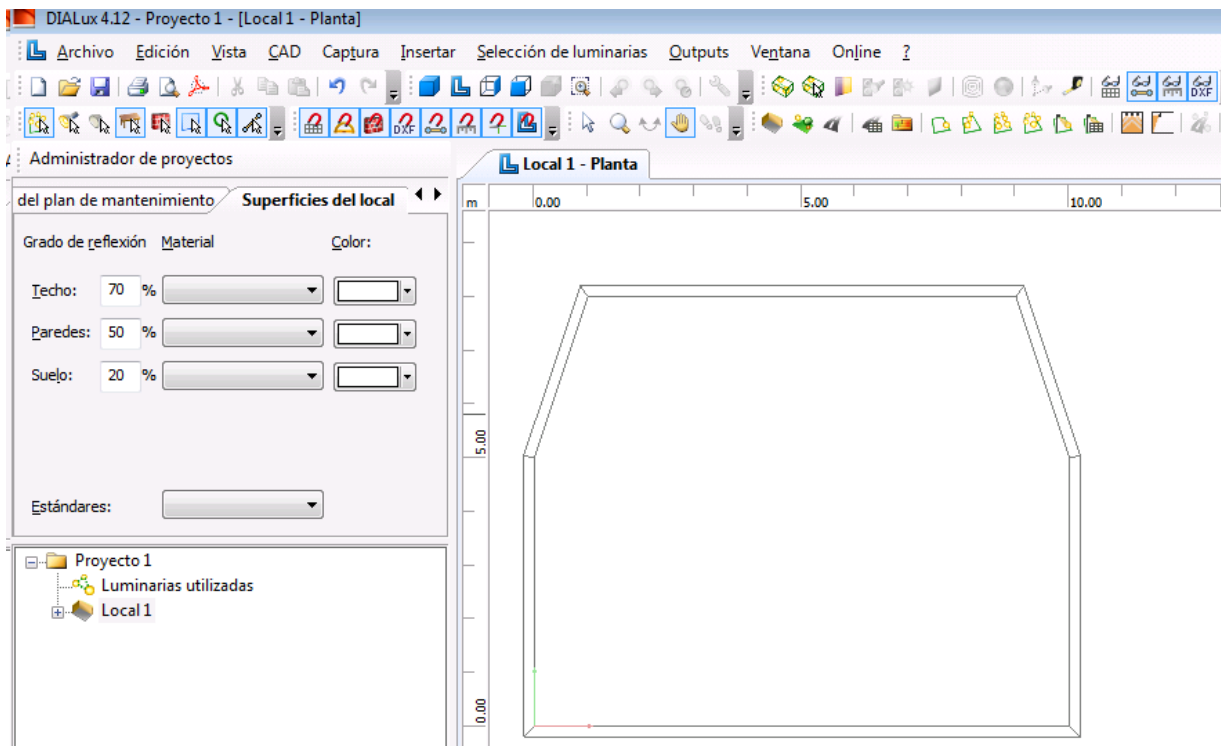 DIALux 4.12 - Proyecto 1 - [Local 1 - Planta]
Archivo Edición Vista CAD Captura Insertar Selección de luminarias Outputs Ventana Online ?
DXF
DXF
Administrador de proyectos
Local 1 - Planta
del plan de mantenimiento Superficies del local
m 0.00 5.00 10.00
Grado de reflexión Material Color:
Techo: 70 %
Paredes: 50 %
Suelo: 20 %
5.00
Estándares:
Proyecto 1
Luminarias utilizadas
Local 1
0.00